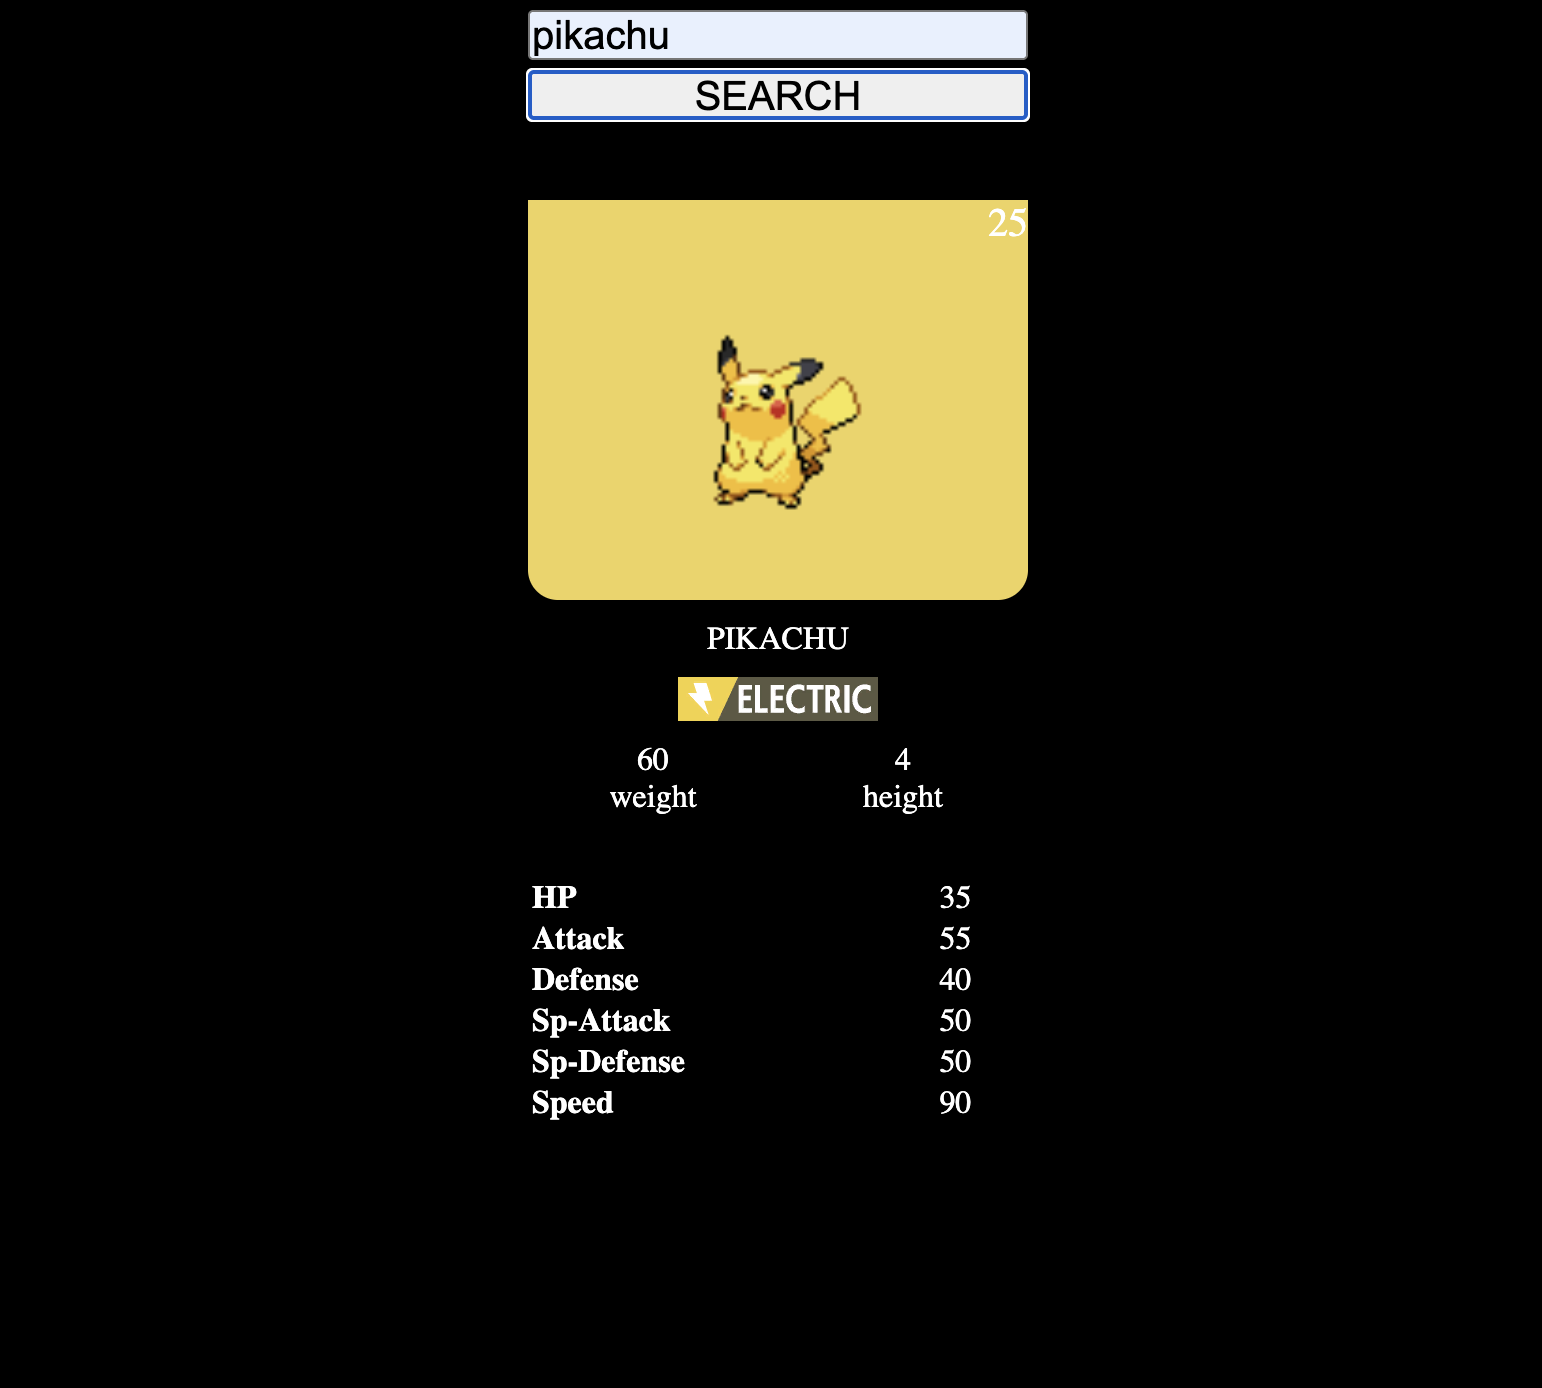 pikachu
SEARCH
25
PIKACHU
ELECTRIC
60 4
weight height
HP 35
Attack 55
Defense 40
Sp-Attack 50
Sp-Defense 50
Speed 90